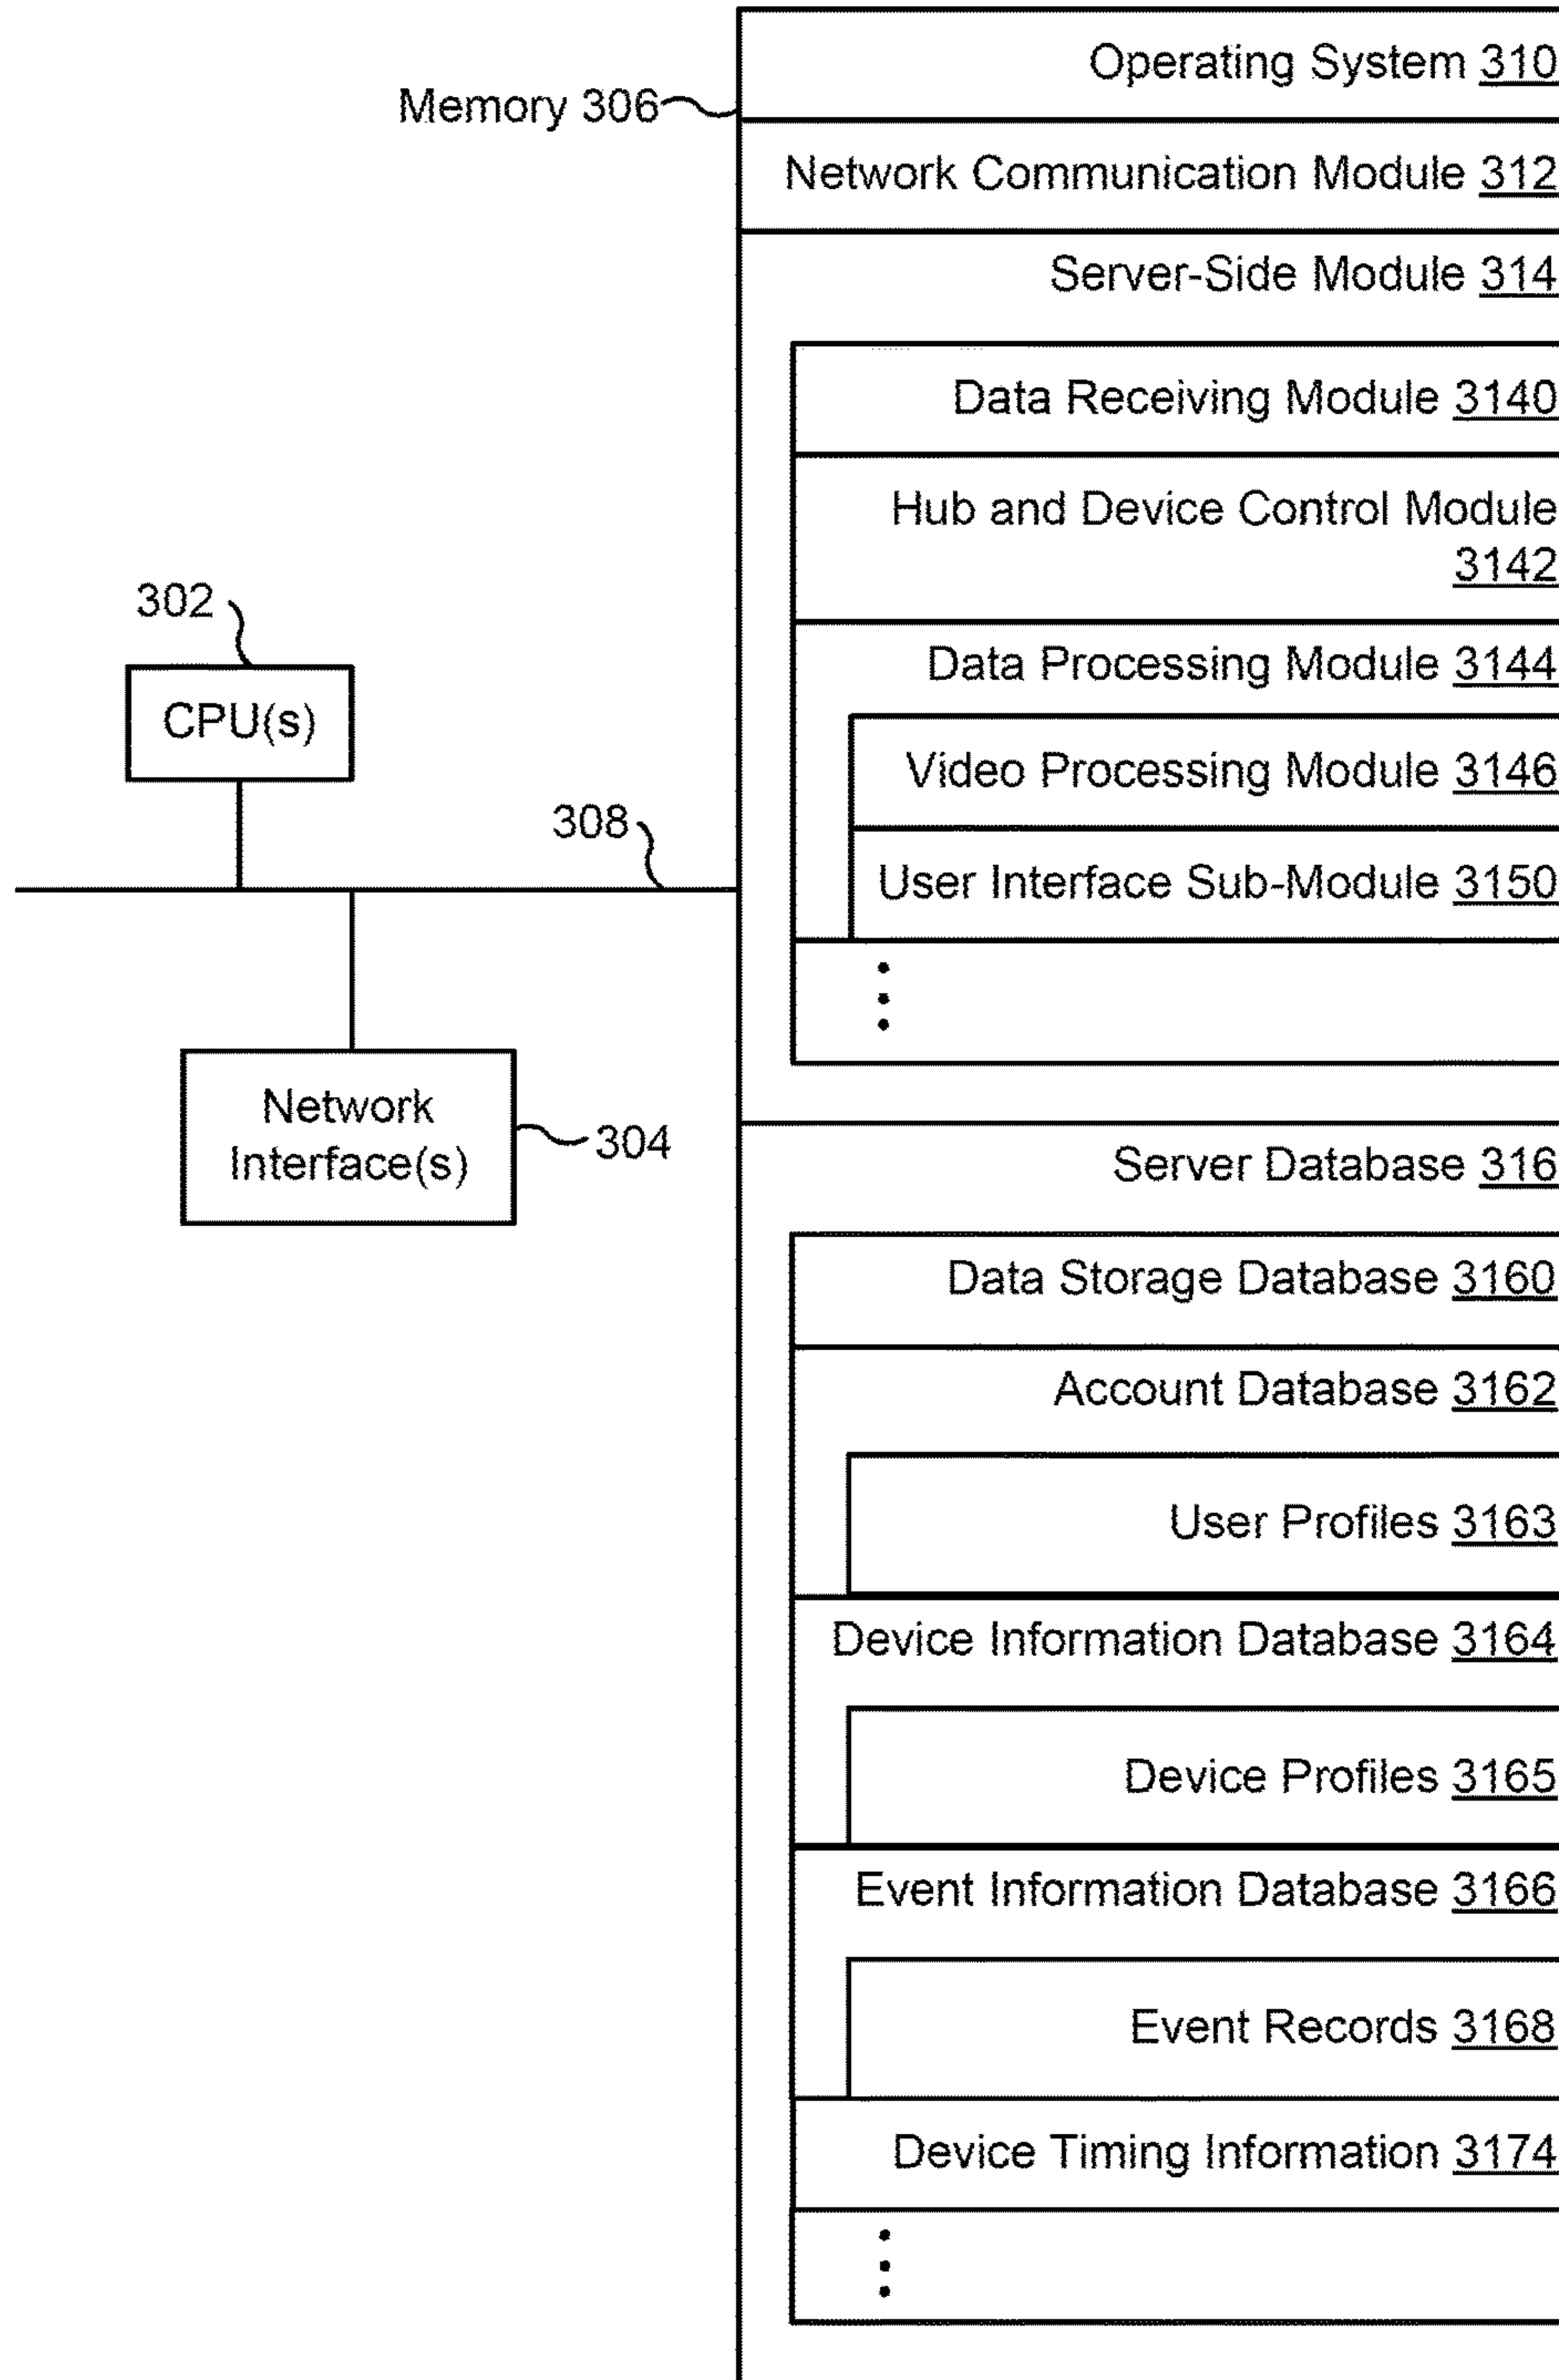 Operating System 310
Memory 306
Network Communication Module 312
Server-Side Module 314
Data Receiving Module 3140
Hub and Device Control Module
3142
302
CPU(s)
Data Processing Module 3144
Video Processing Module 3146
308
User Interface Sub-Module 3150
Network
Interface(s)
304
Server Database 316
Data Storage Database 3160
Account Database 3162
User Profiles 3163
Device Information Database 3164
Device Profiles 3165
Event Information Database 3166
Event Records 3168
Device Timing Information 3174